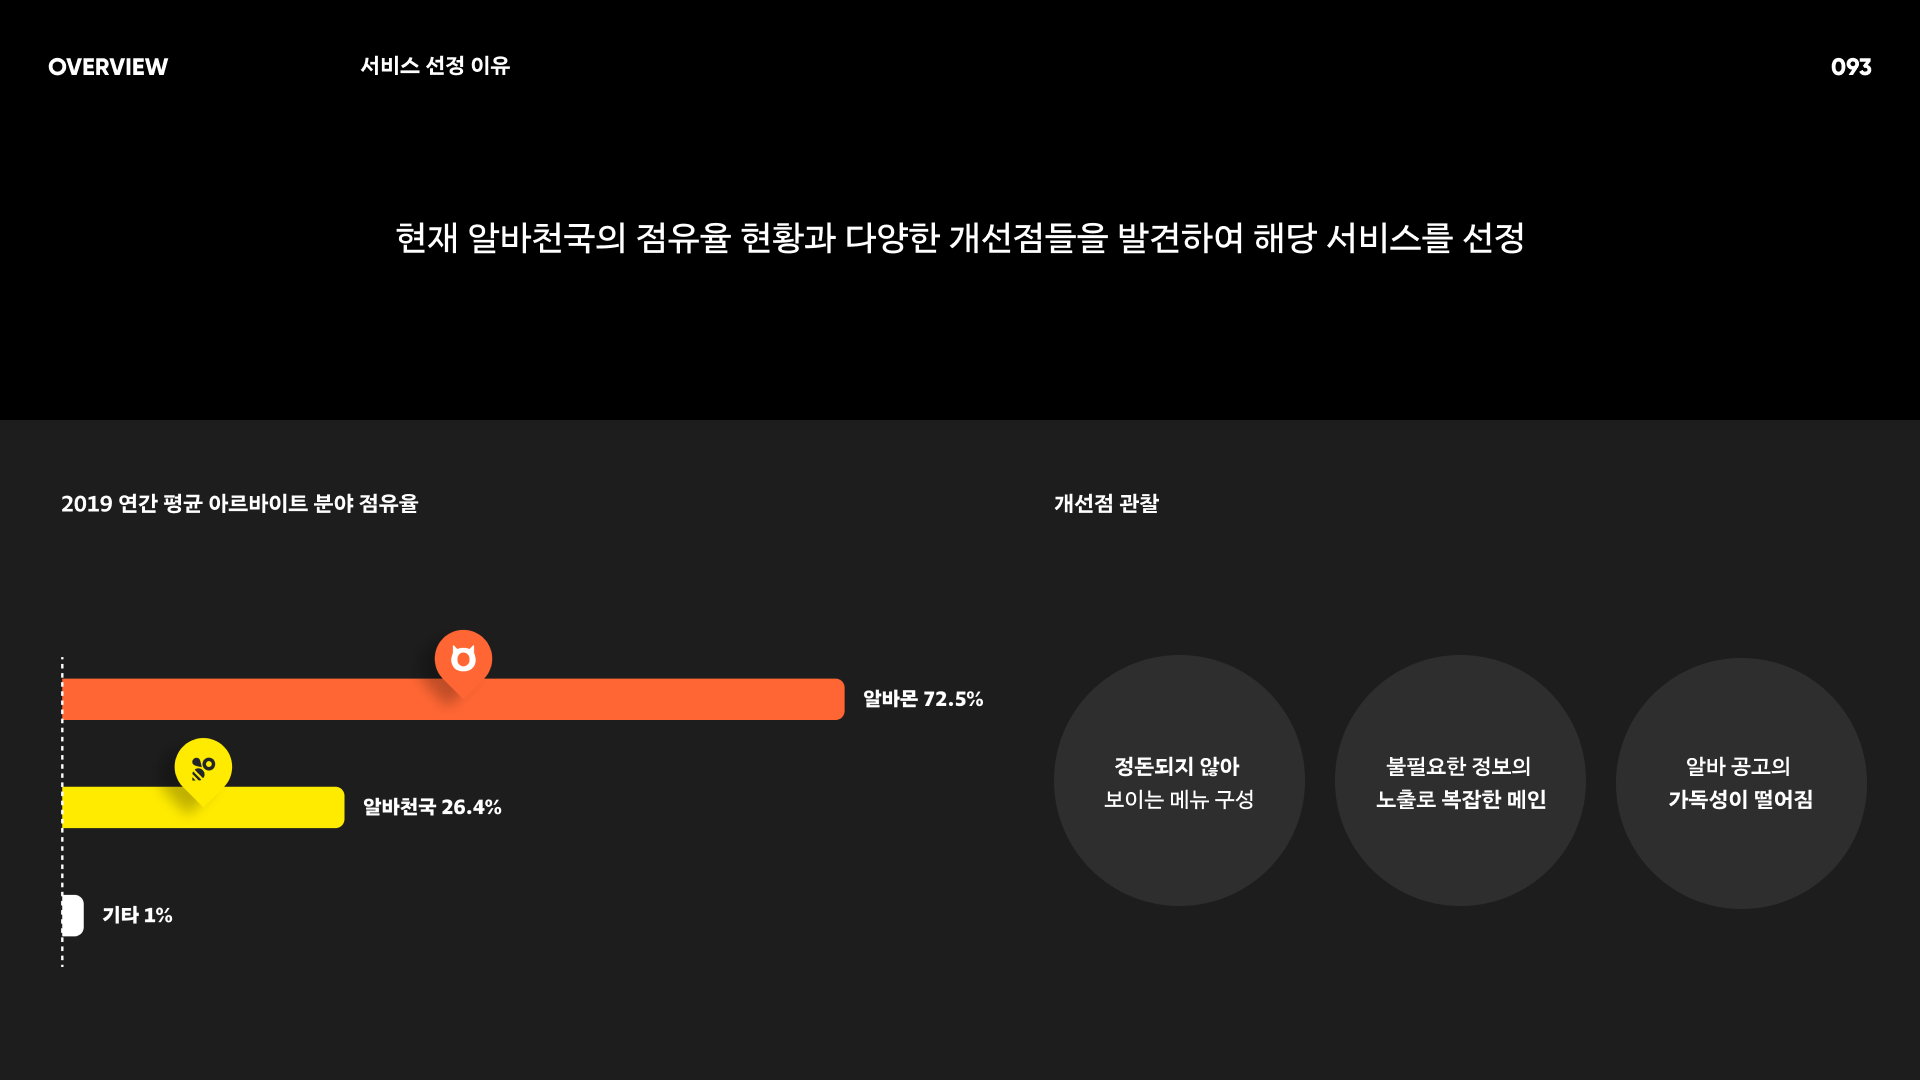 OVERVIEW
서비스 선정 이유
093
현재 알바천국의 점유율 현황과 다양한 개선점들을 발견하여 해당 서비스를 선정
2019 연간 평균 아르바이트 분야 점유율
알바몬 72.5%
알바천국 26.4%
기타 1%
개선점 관찰
정돈되지 않아
보이는 메뉴 구성
불필요한 정보의
노출로 복잡한 메인
알바 공고의
가독성이 떨어짐